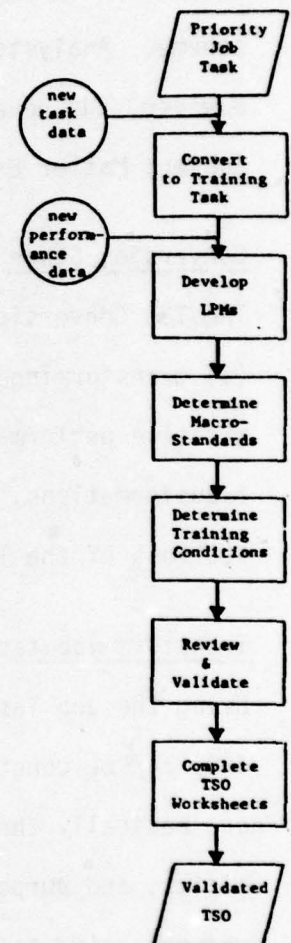 Priority
Job
Task
new
task
data
Convert
to Training
Task
new
perform-
ance
data
Develop
LPMs
Determine
Macro-
Standards
Determine
Training
Conditions
Review
&
Validate
Complete
TSO
Worksheets
Validated
TSO